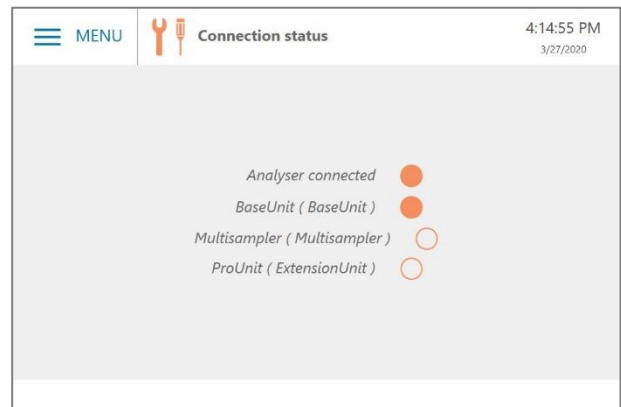 MENU
Connection status
4:14:55 PM
3/27/2020
Analyser connected
BaseUnit ( BaseUnit )
Multisampler ( Multisampler )
ProUnit ( ExtensionUnit )